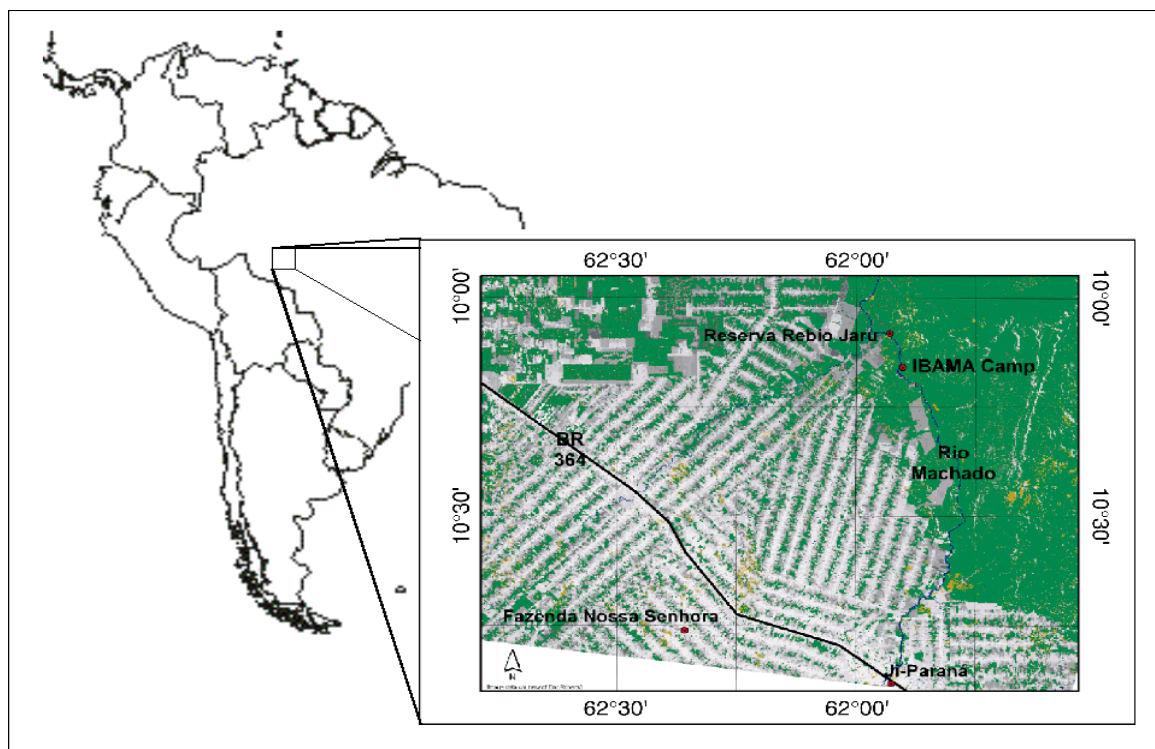 62°30' 62°00'
10°00'
10°00'
Reserva Rebio Jaru
IBAMA Camp
BR
364
Rio
Machado
10°30'
10°30'
Fazenda Nossa Senhora
Ji-Paraná
N
62°30' 62°00'